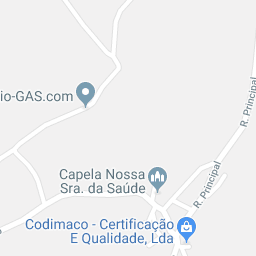 io-GAS.com
R. Principal
Capela Nossa
Sra. da Saúde
R. Principal
Codimaco - Certificação
E Qualidade, Lda